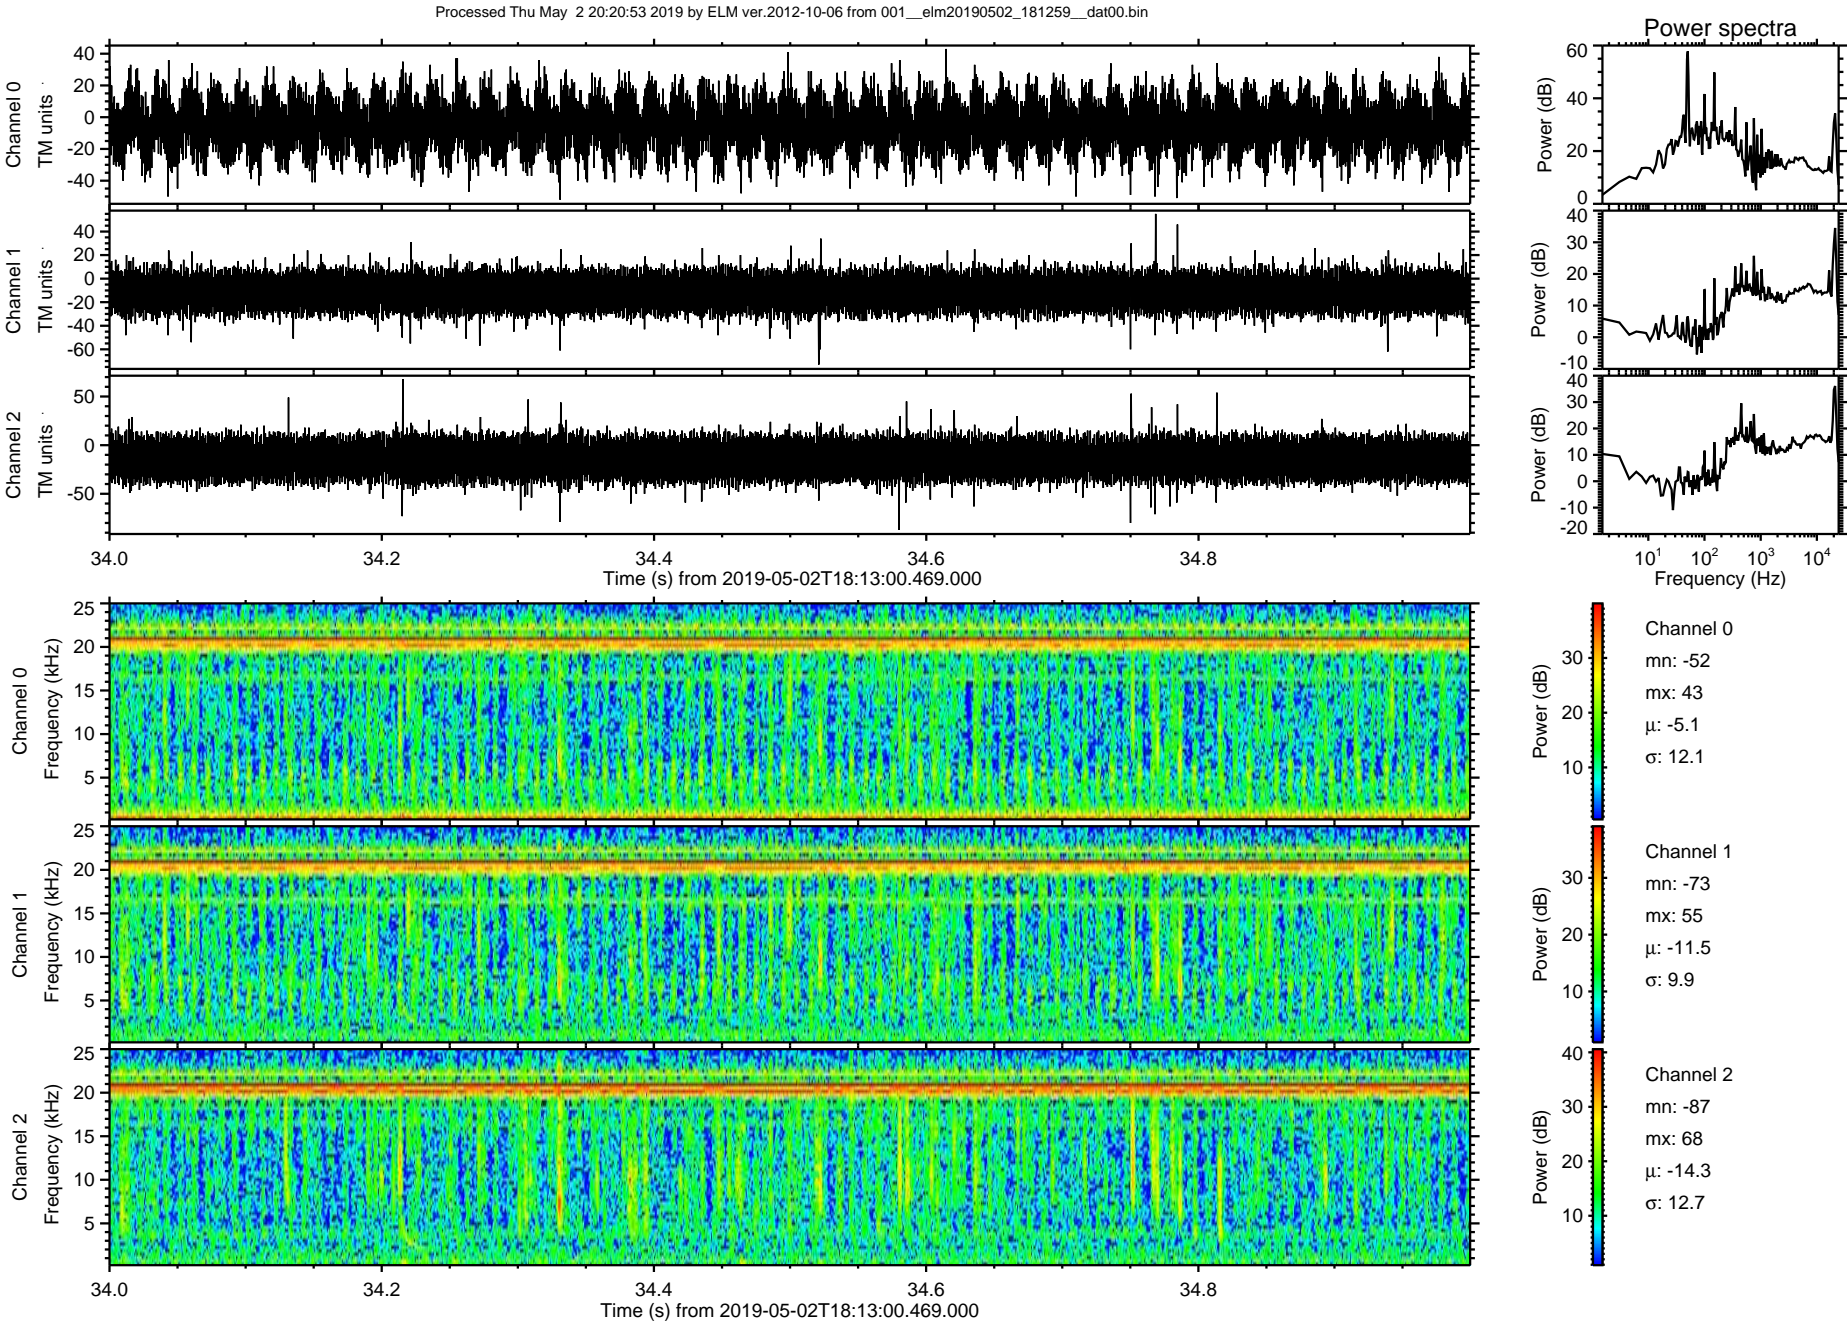 Processed Thu May  2 20:20:53 2019 by ELM ver.2012-10-06 from 001__elm20190502_181259__dat00.bin
Power spectra
Channel 0
TM units
40
20
0
-20
-40
Power (dB)
60
40
20
0
Channel 1
TM units
40
20
0
-20
-40
-60
Power (dB)
40
30
20
10
0
-10
Channel 2
TM units
50
0
-50
Power (dB)
40
30
20
10
0
-10
-20
34.0 34.2 34.4 34.6 34.8
Time (s) from 2019-05-02T18:13:00.469.000
10¹ 10² 10³ 10⁴
Frequency (Hz)
Channel 0
Frequency (kHz)
25
20
15
10
5
Power (dB)
30
20
10
Channel 0
mn: -52
mx: 43
μ: -5.1
σ: 12.1
Channel 1
Frequency (kHz)
25
20
15
10
5
Power (dB)
30
20
10
Channel 1
mn: -73
mx: 55
μ: -11.5
σ: 9.9
Channel 2
Frequency (kHz)
25
20
15
10
5
Power (dB)
40
30
20
10
Channel 2
mn: -87
mx: 68
μ: -14.3
σ: 12.7
34.0 34.2 34.4 34.6 34.8
Time (s) from 2019-05-02T18:13:00.469.000